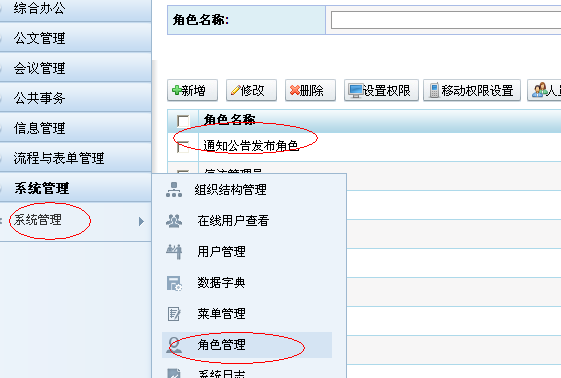 综合办公
公文管理
会议管理
公共事务
信息管理
流程与表单管理
系统管理
系统管理
角色名称:
新增
修改
删除
设置权限
移动权限设置
人
角色名称
通知公告发布角色
组织结构管理
在线用户查看
用户管理
数据字典
菜单管理
角色管理
系统日志